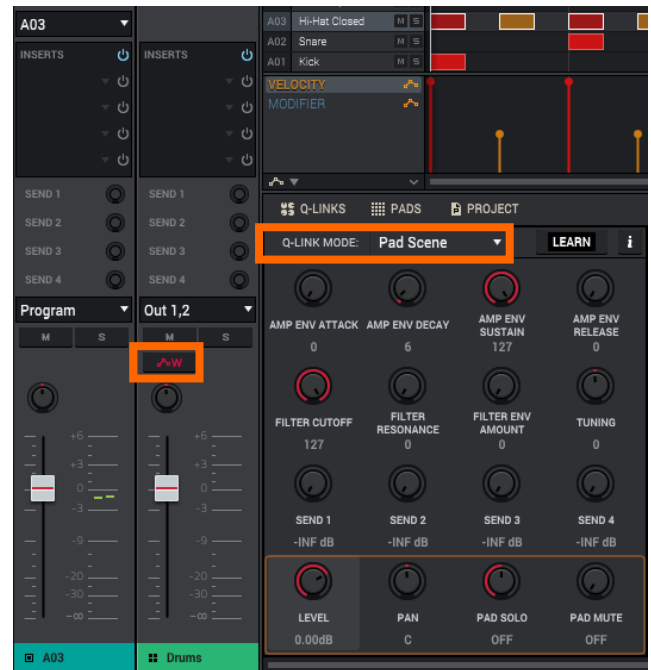 A03
INSERTS
INSERTS
SEND 1
SEND 1
SEND 2
SEND 2
SEND 3
SEND 3
SEND 4
SEND 4
Program
Out 1,2
M S
M S
W
+6
+3
0
-3
-9
-20
-30
-∞
+6
+3
0
-3
-9
-20
-30
-∞
A03
Drums
A03 Hi-Hat Closed M S
A02 Snare M S
A01 Kick M S
VELOCITY
MODIFIER
Q-LINKS PADS PROJECT
Q-LINK MODE: Pad Scene LEARN i
AMP ENV ATTACK
0
AMP ENV DECAY
6
AMP ENV
SUSTAIN
127
AMP ENV
RELEASE
0
FILTER CUTOFF
127
FILTER
RESONANCE
0
FILTER ENV
AMOUNT
0
TUNING
0
SEND 1
-INF dB
SEND 2
-INF dB
SEND 3
-INF dB
SEND 4
-INF dB
LEVEL
0.00dB
PAN
C
PAD SOLO
OFF
PAD MUTE
OFF